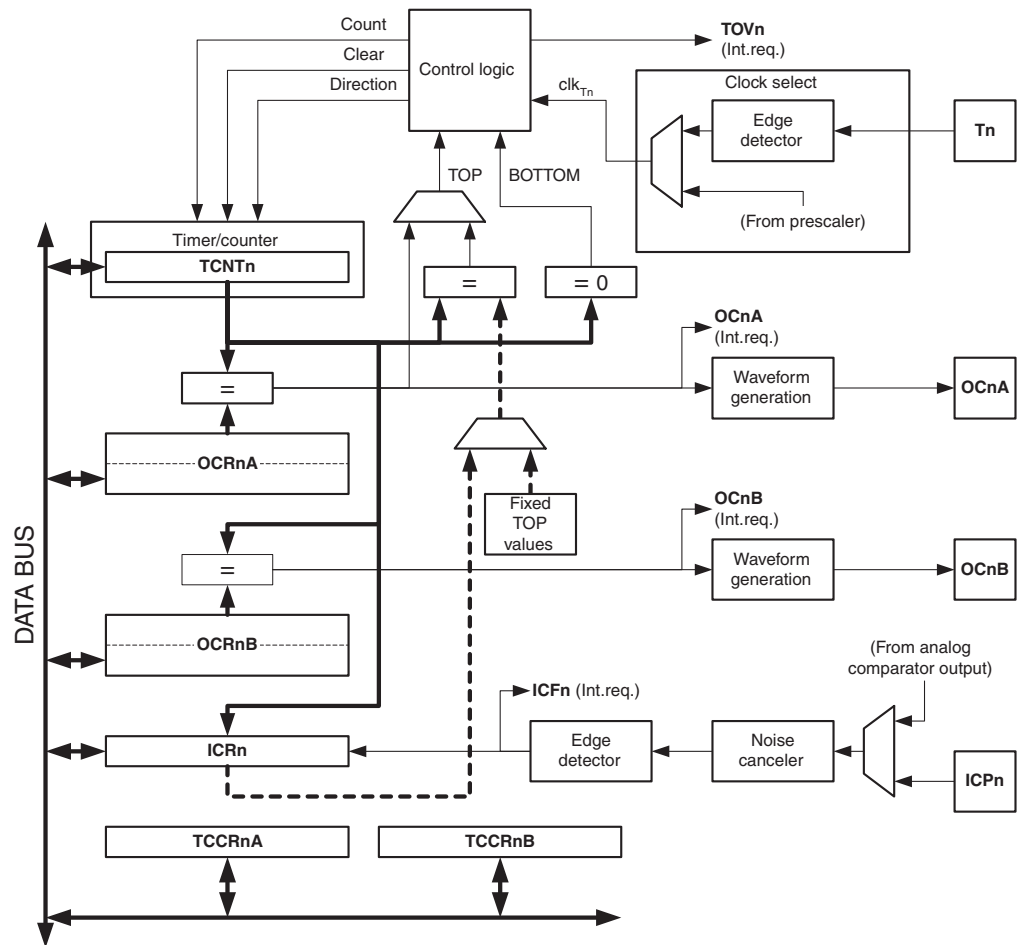 Count
Clear
Direction
Control logic
TOVn
(Int.req.)
clkTn
Clock select
Edge
detector
Tn
(From prescaler)
TOP
BOTTOM
Timer/counter
TCNTn
=
= 0
OCnA
(Int.req.)
=
Waveform
generation
OCnA
OCRnA
Fixed
TOP
values
OCnB
(Int.req.)
=
Waveform
generation
OCnB
OCRnB
DATA BUS
(From analog
comparator output)
ICFn (Int.req.)
ICRn
Edge
detector
Noise
canceler
ICPn
TCCRnA
TCCRnB